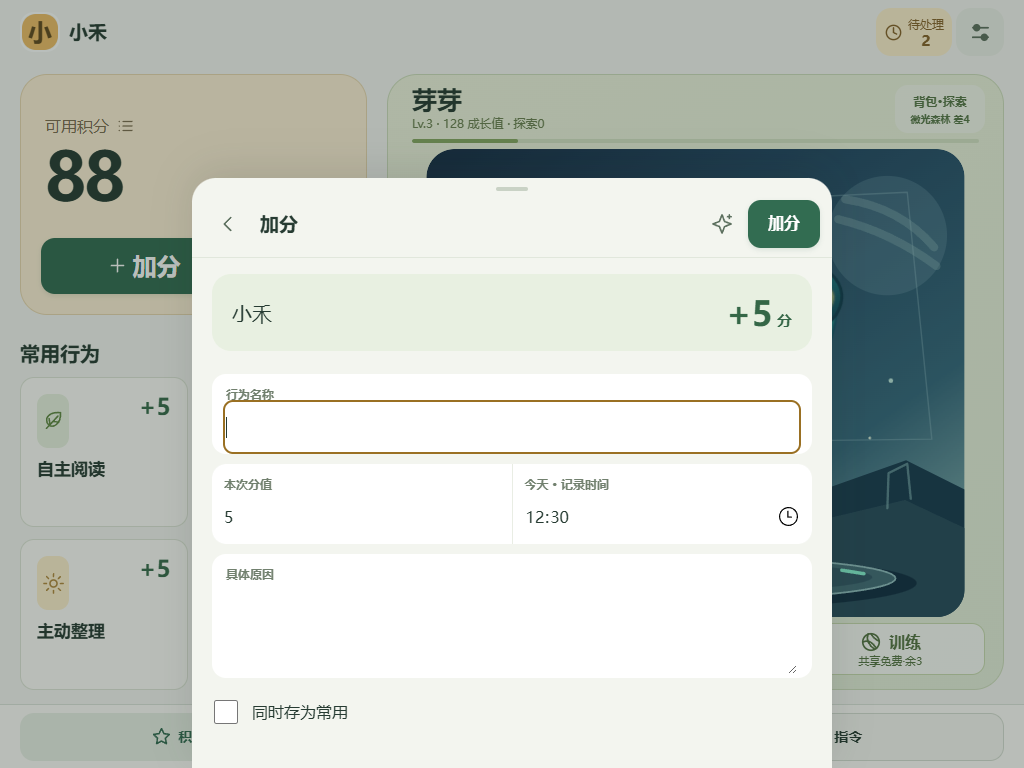 小 小禾
待处理
2
可用积分
88
+ 加分
芽芽
Lv.3 · 128 成长值 · 探索0
背包·探索
微光森林 差4
加分
加分
小禾
+5 分
行为名称
本次分值
5
今天 · 记录时间
12:30
具体原因
同时存为常用
常用行为
+5
自主阅读
+5
主动整理
训练
共享免费·余3
积
指令